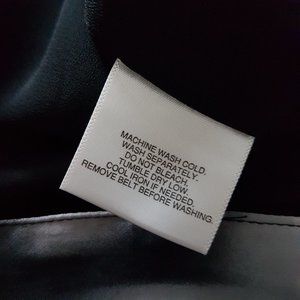 MACHINE WASH COLD.
WASH SEPARATELY.
DO NOT BLEACH.
TUMBLE DRY LOW.
COOL IRON IF NEEDED.
REMOVE BELT BEFORE WASHING.